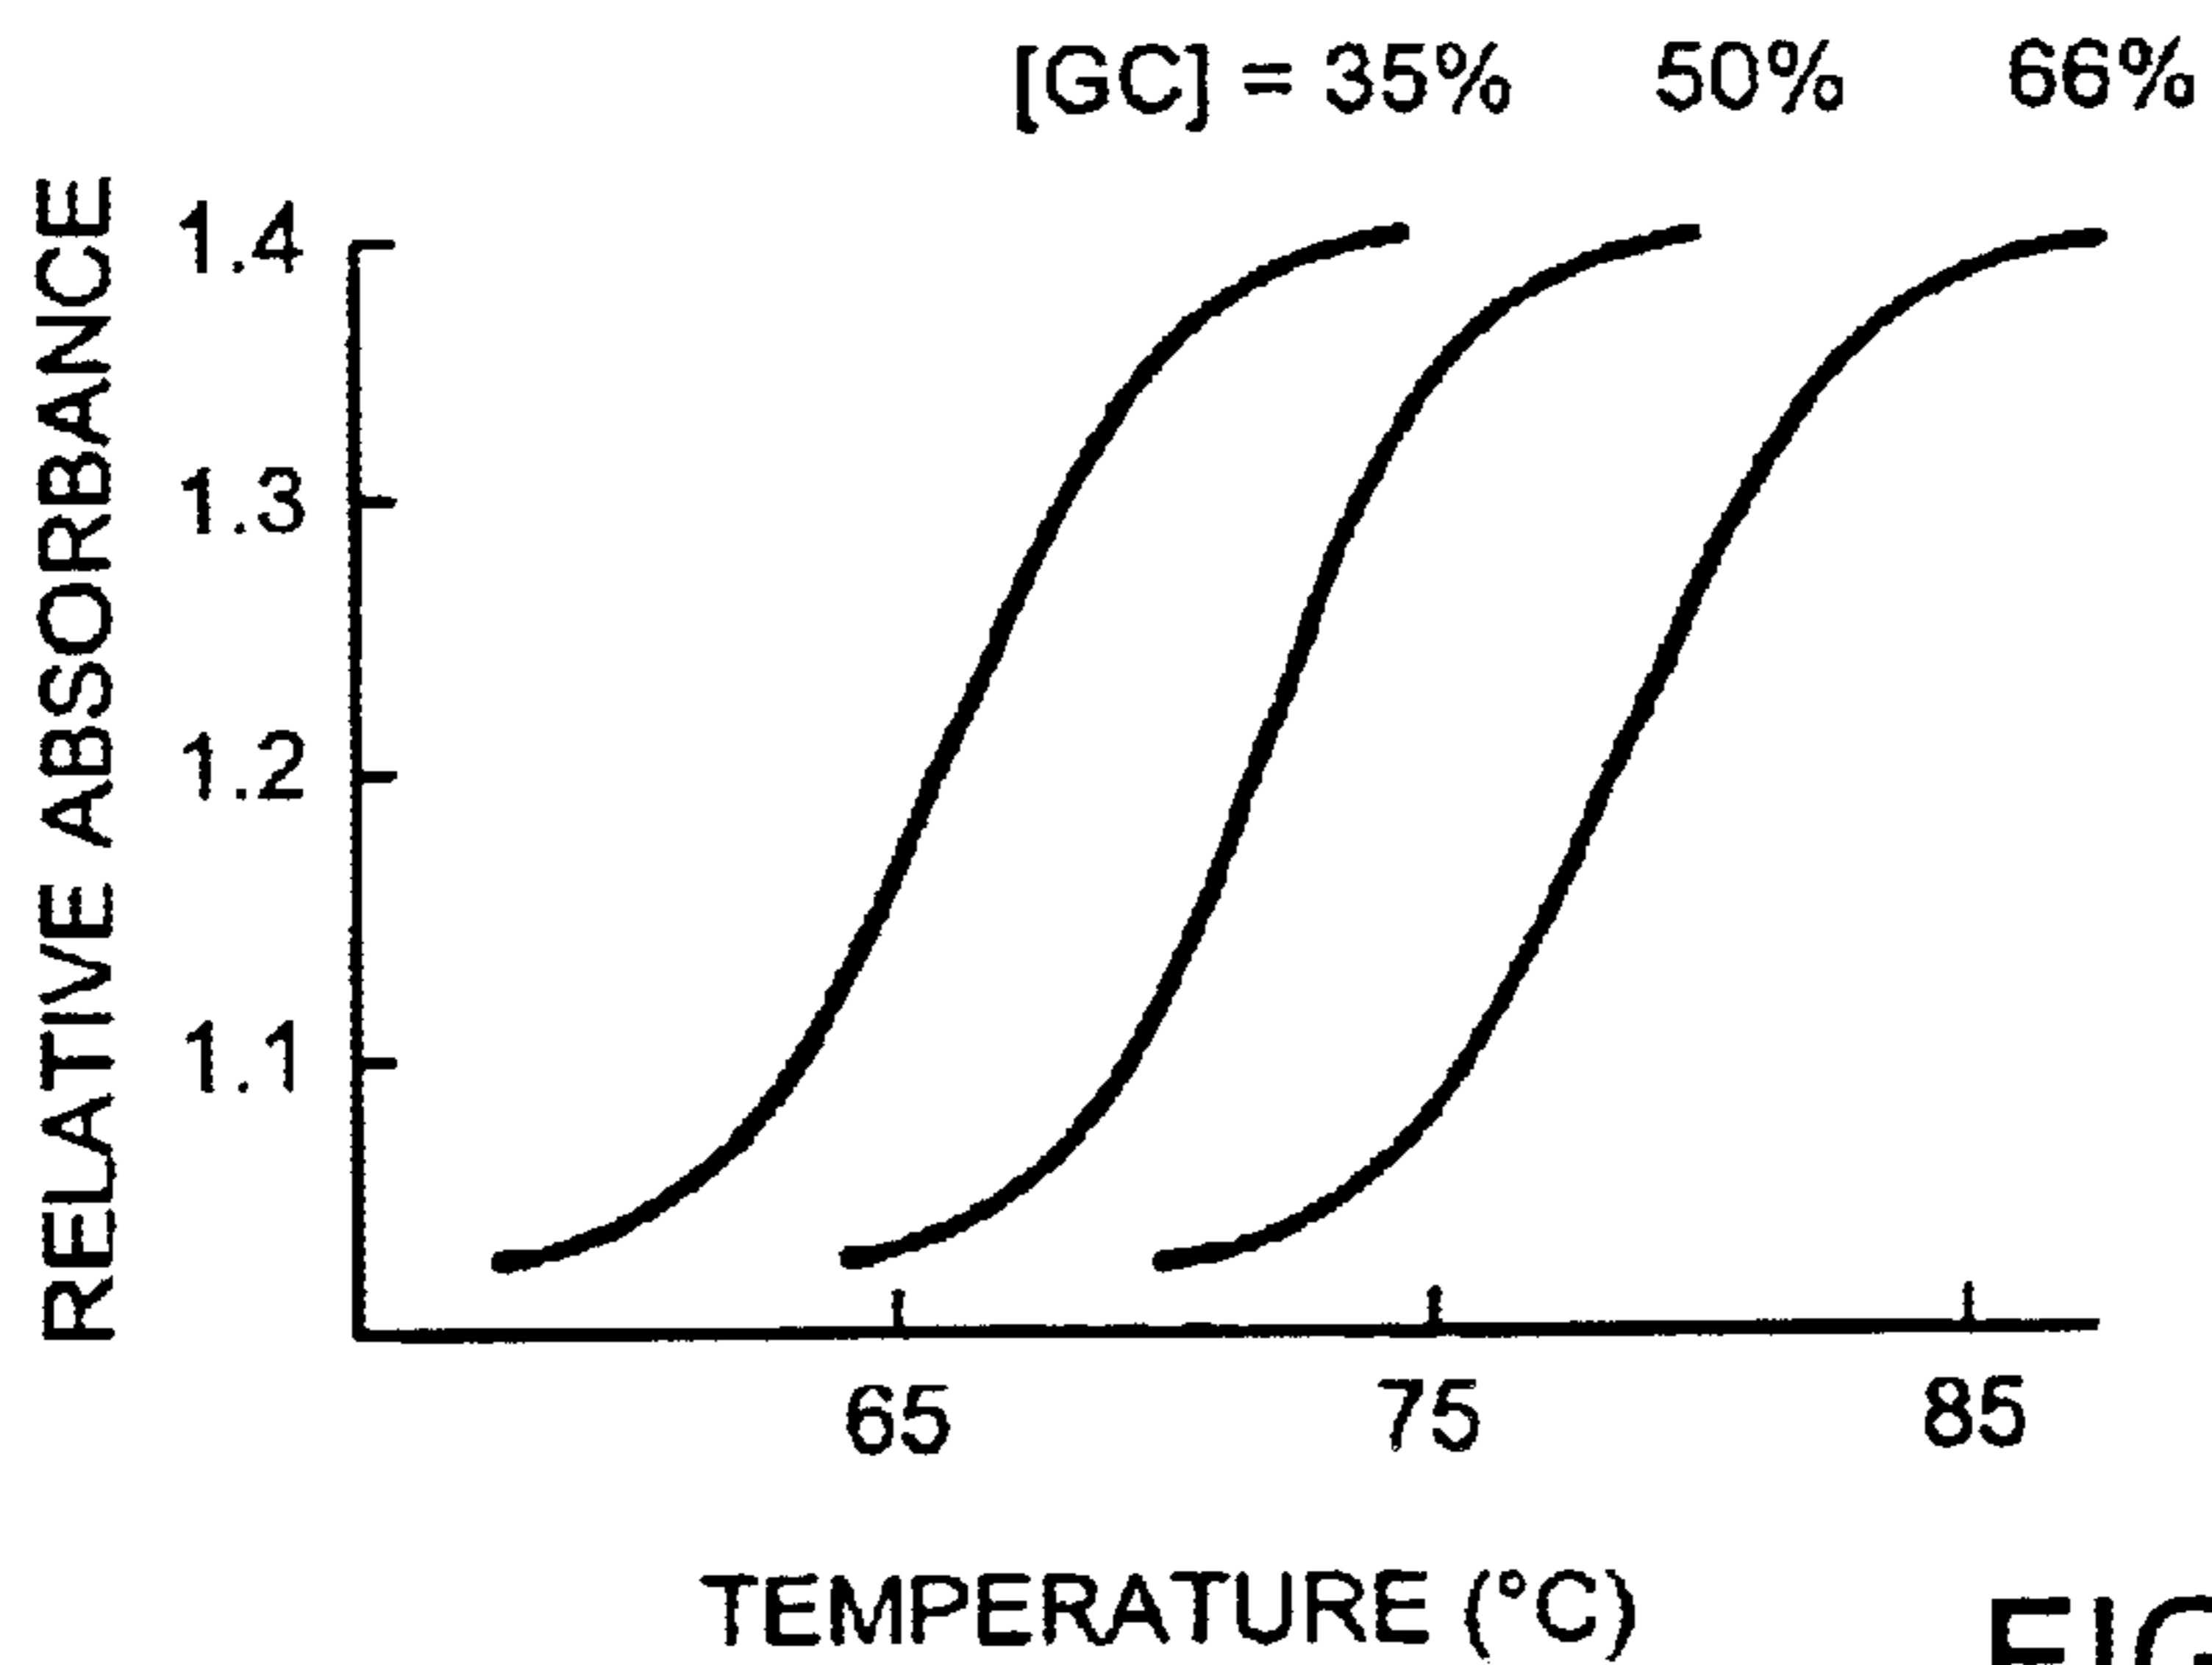 [GC] = 35% 50% 66%
RELATIVE ABSORBANCE
1.4
1.3
1.2
1.1
65 75 85
TEMPERATURE (°C)